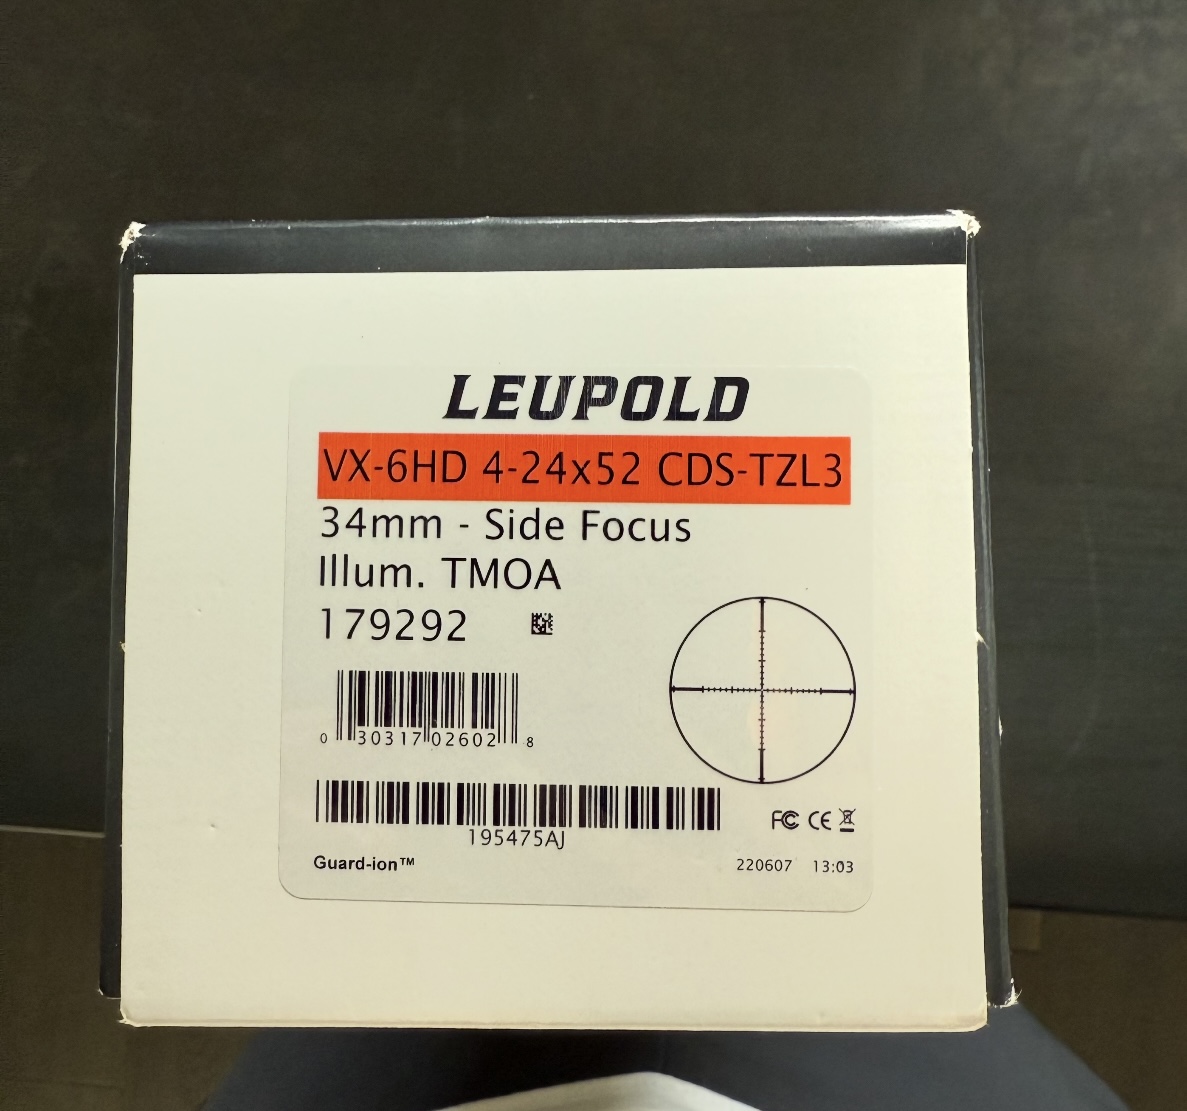 LEUPOLD
VX-6HD 4-24x52 CDS-TZL3
34mm - Side Focus
Illum. TMOA
179292
0 30317 02602 8
195475AJ
FC CE
Guard-ion™
220607 13:03